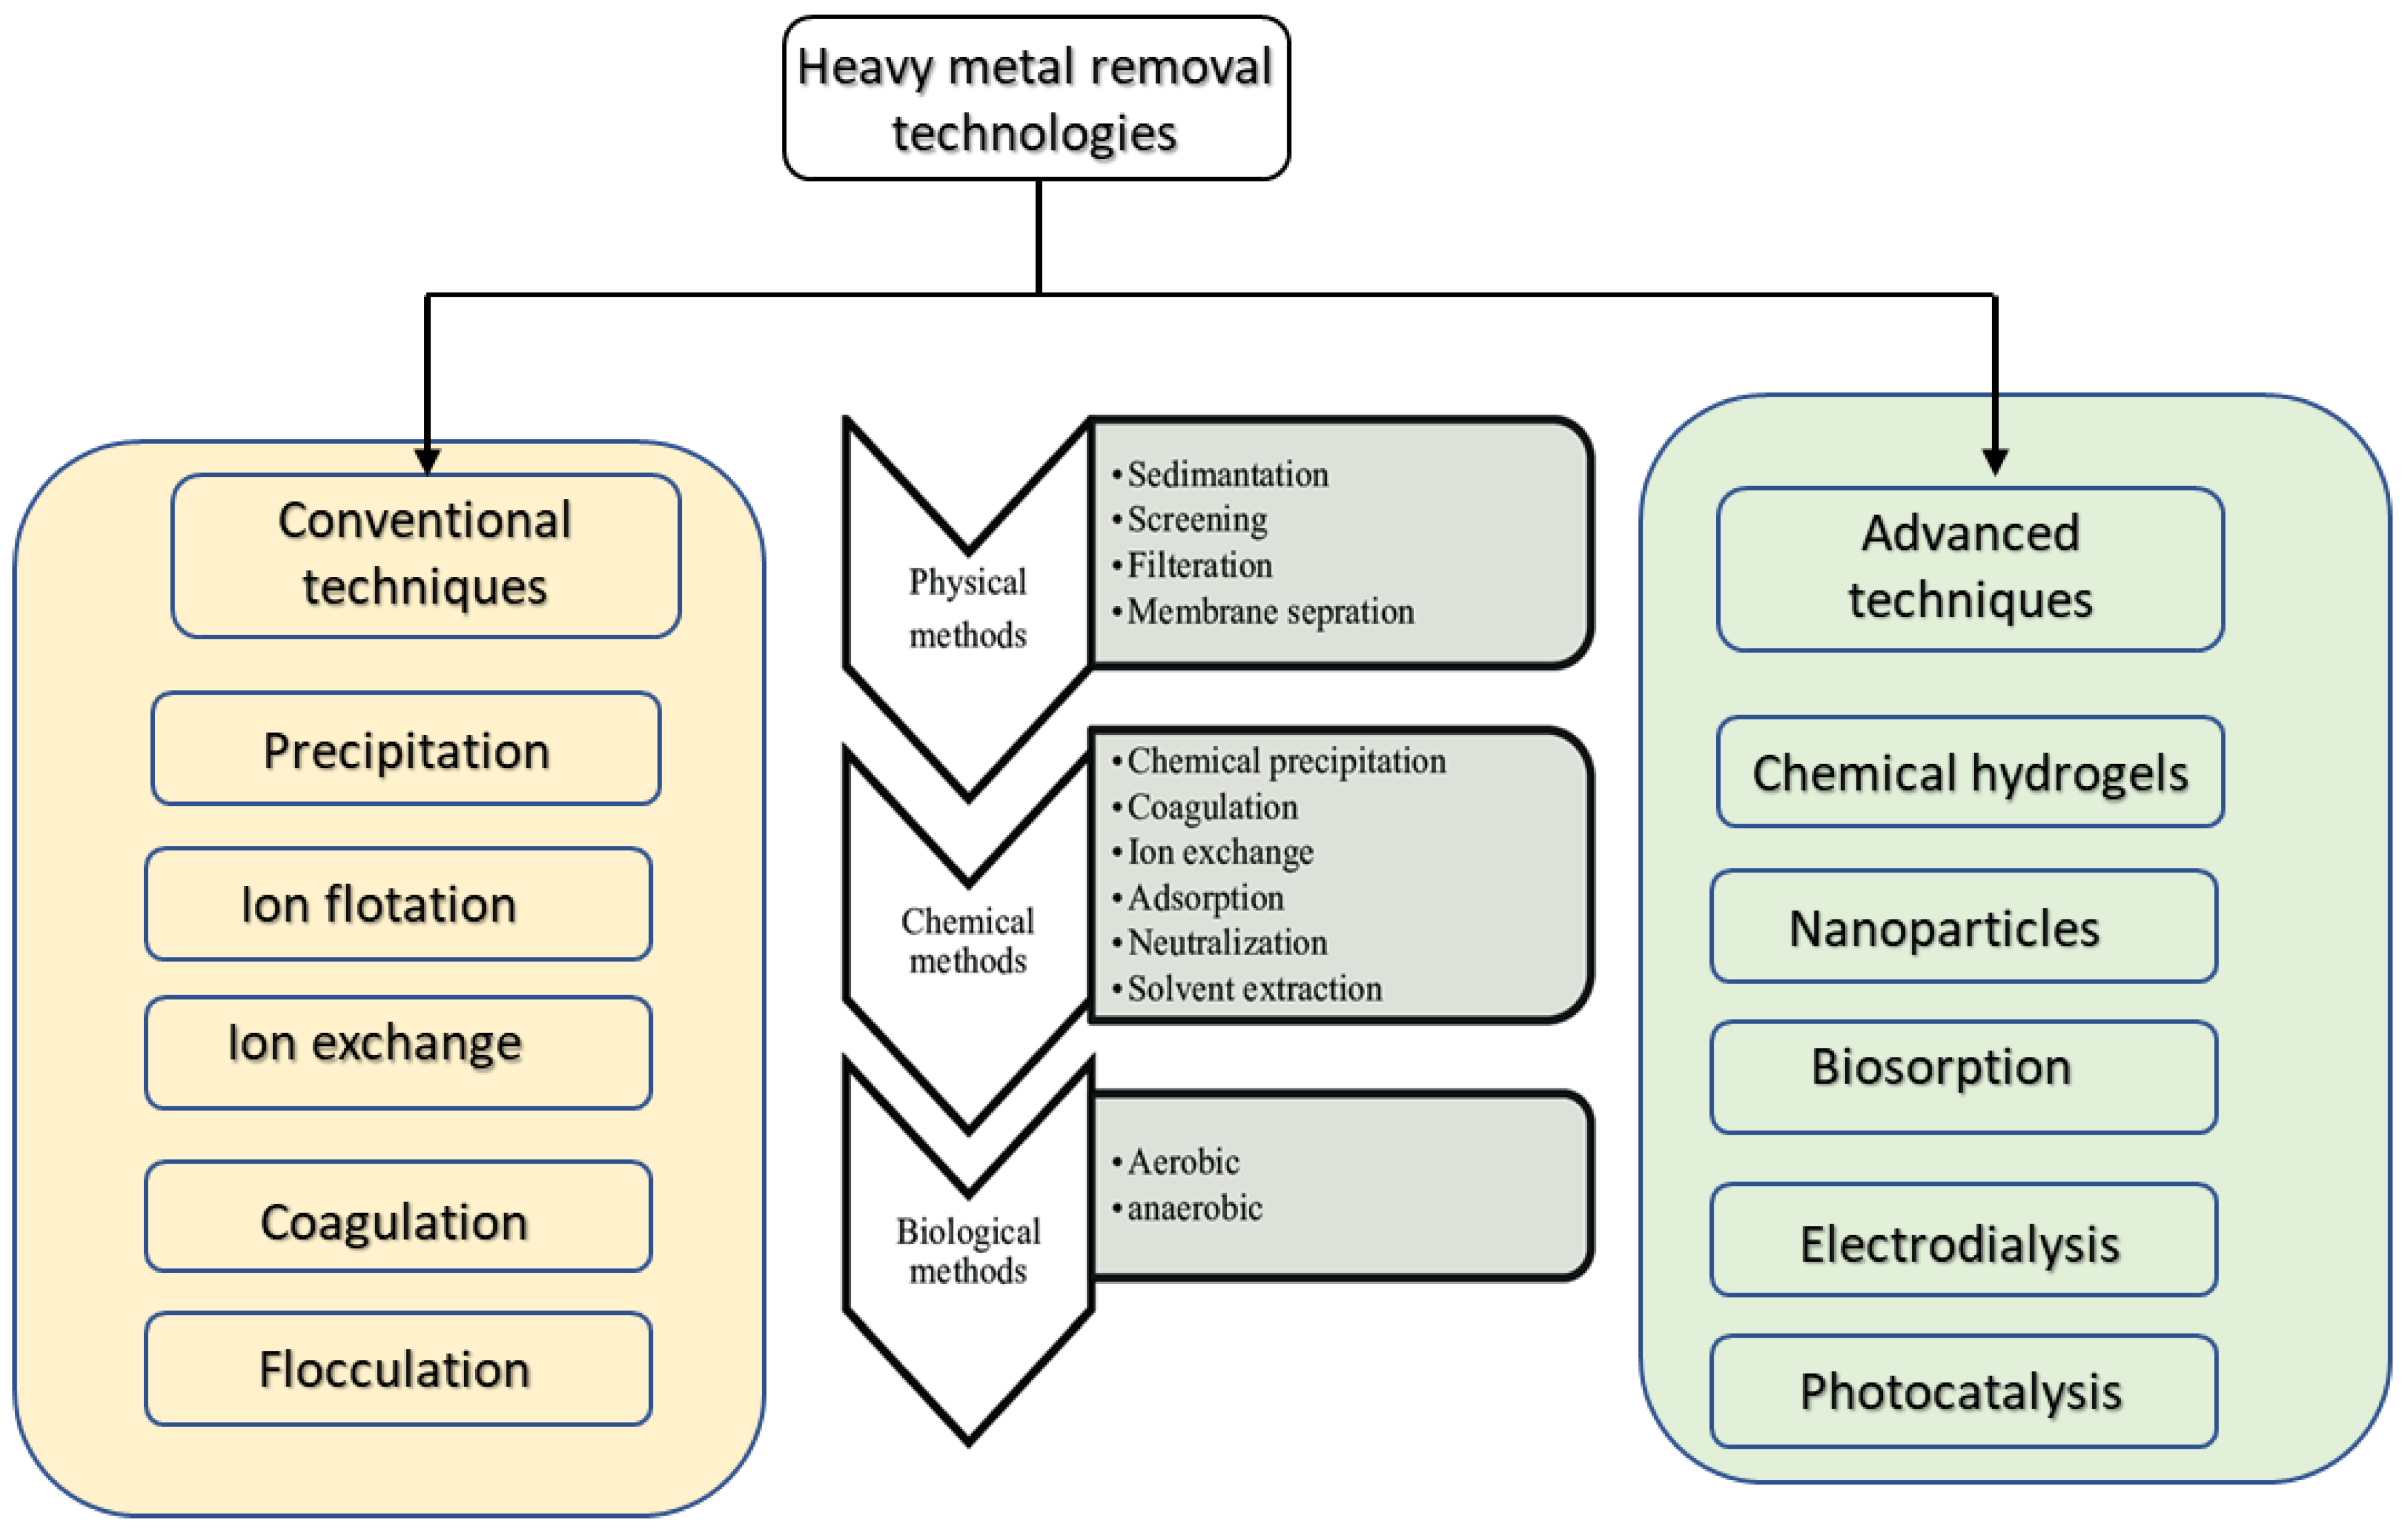 Heavy metal removal
technologies
Conventional
techniques
Precipitation
Ion flotation
Ion exchange
Coagulation
Flocculation
Physical
methods
• Sedimantation
• Screening
• Filteration
• Membrane sepration
Chemical
methods
• Chemical precipitation
• Coagulation
• Ion exchange
• Adsorption
• Neutralization
• Solvent extraction
Biological
methods
• Aerobic
• anaerobic
Advanced
techniques
Chemical hydrogels
Nanoparticles
Biosorption
Electrodialysis
Photocatalysis